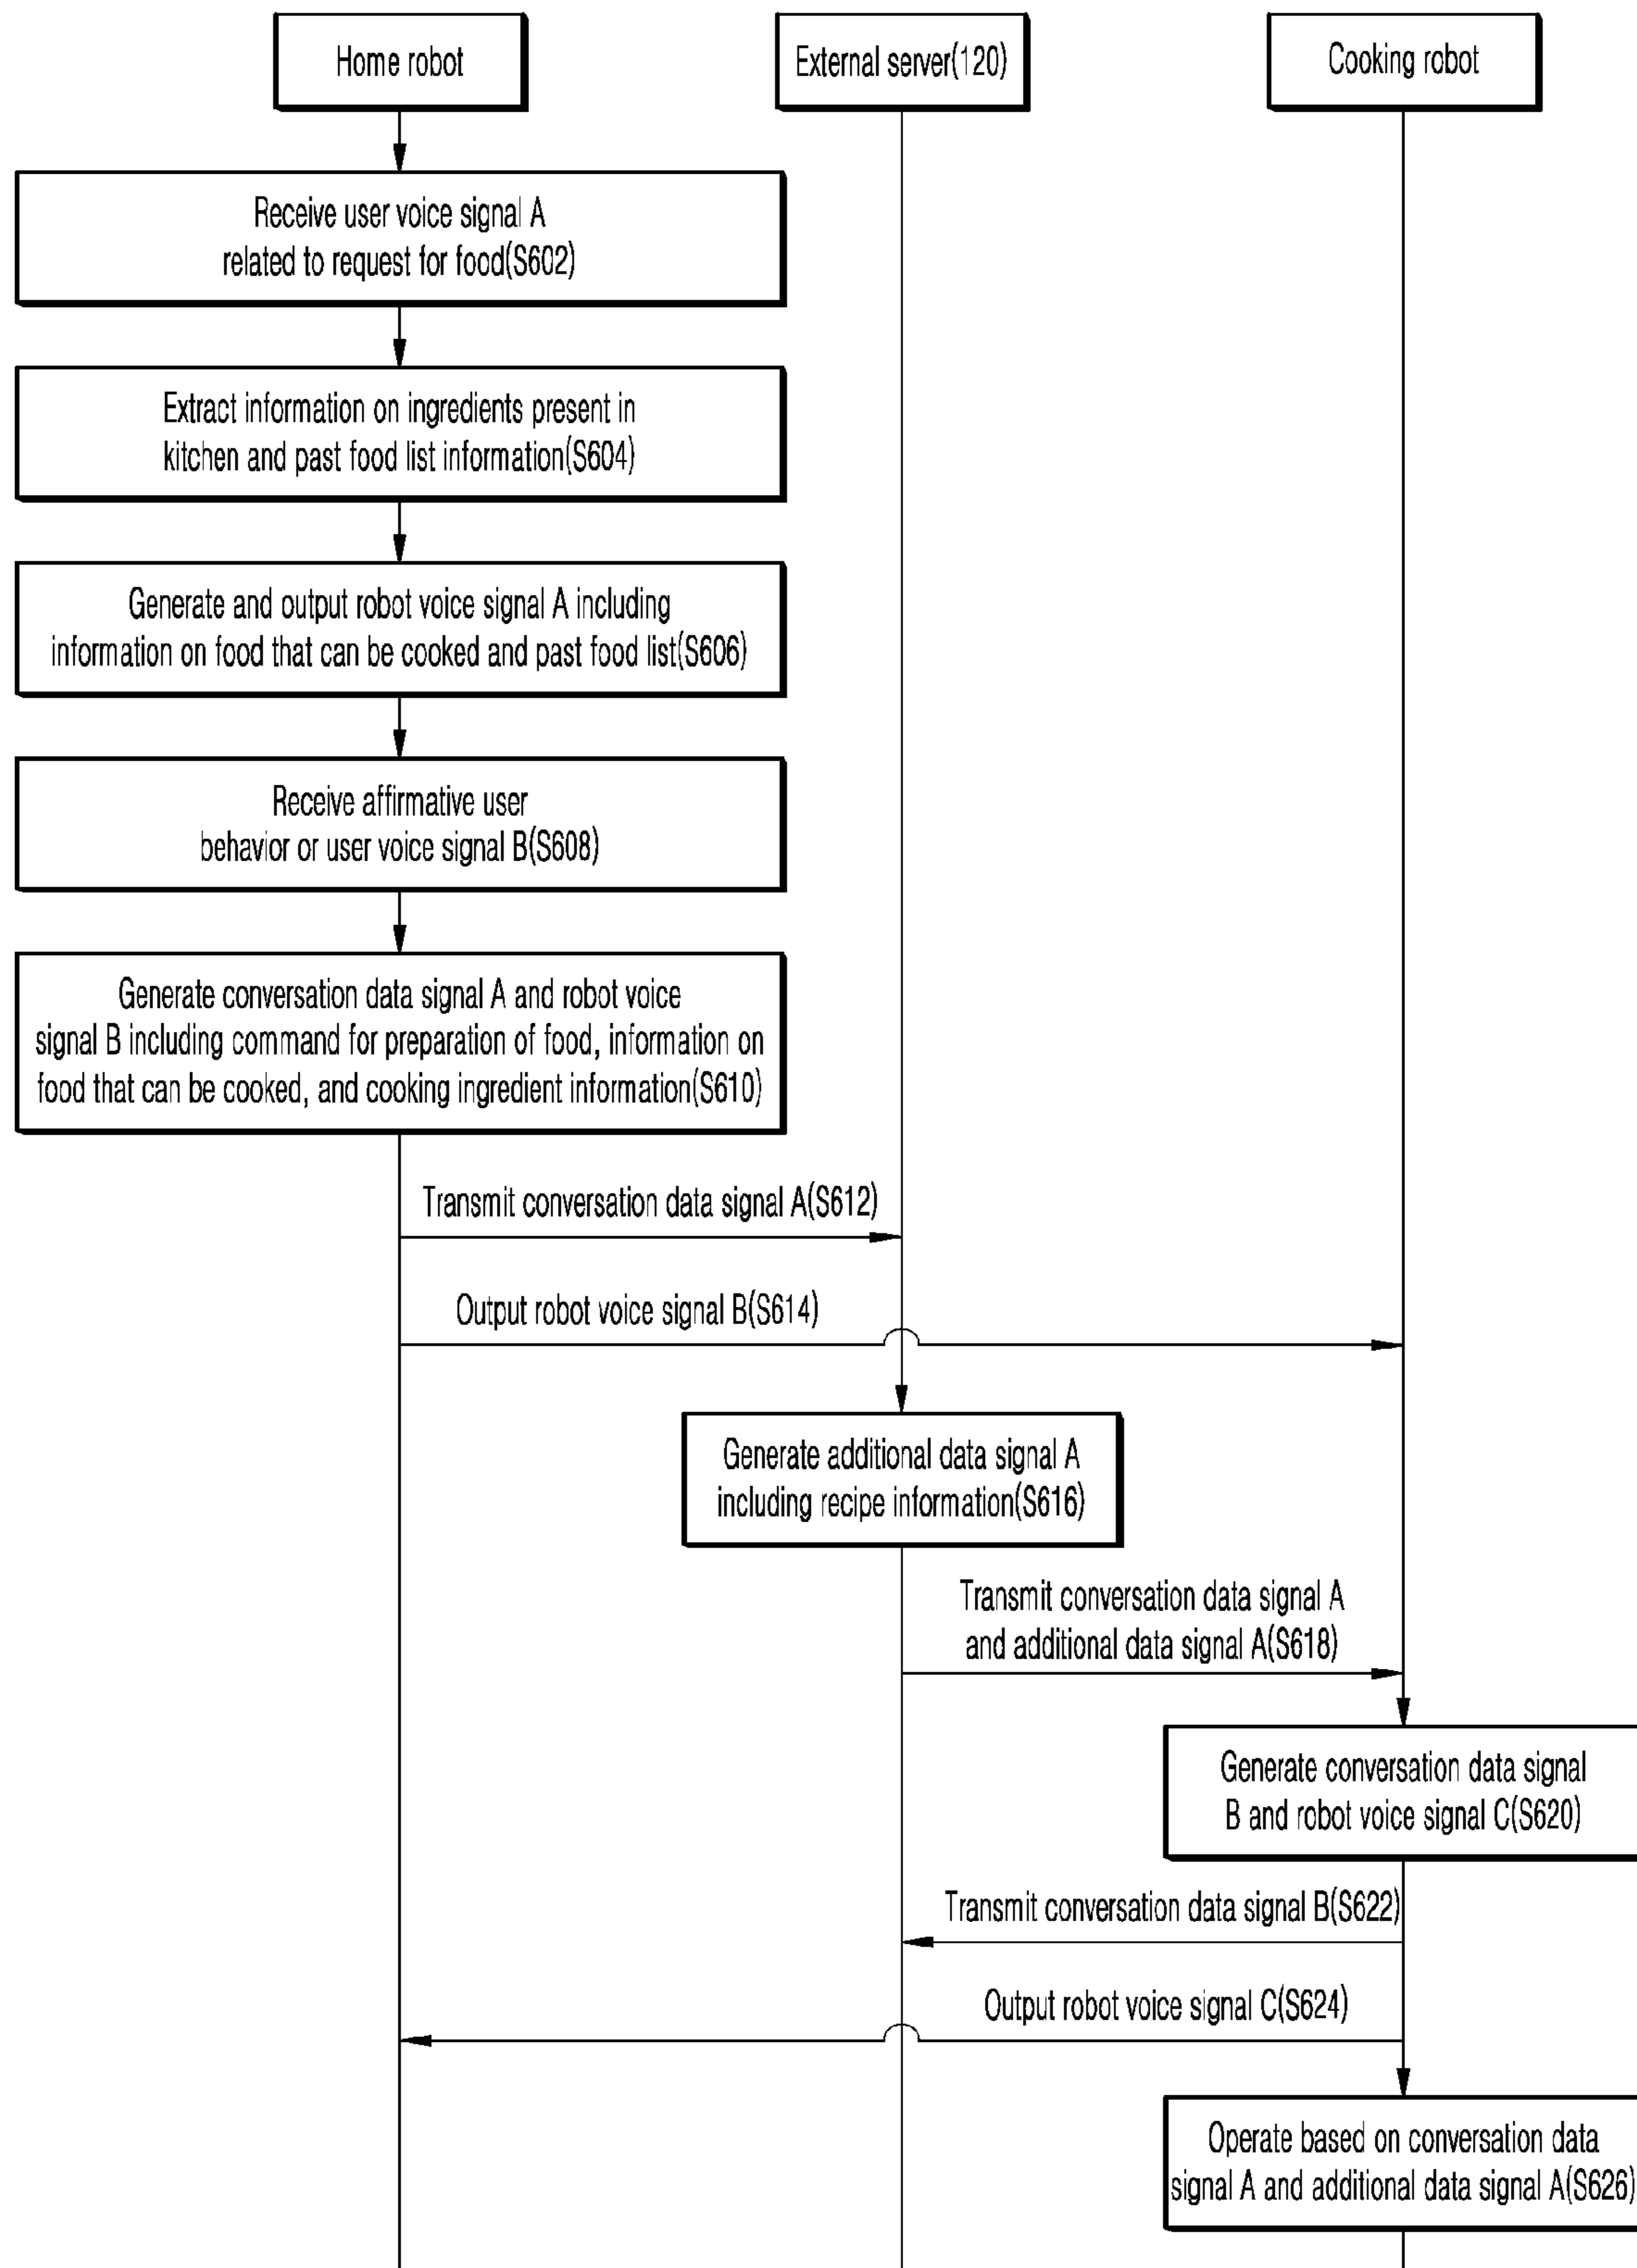 Home robot
External server(120)
Cooking robot
Receive user voice signal A
related to request for food(S602)
Extract information on ingredients present in
kitchen and past food list information(S604)
Generate and output robot voice signal A including
information on food that can be cooked and past food list(S606)
Receive affirmative user
behavior or user voice signal B(S608)
Generate conversation data signal A and robot voice
signal B including command for preparation of food, information on
food that can be cooked, and cooking ingredient information(S610)
Transmit conversation data signal A(S612)
Output robot voice signal B(S614)
Generate additional data signal A
including recipe information(S616)
Transmit conversation data signal A
and additional data signal A(S618)
Generate conversation data signal
B and robot voice signal C(S620)
Transmit conversation data signal B(S622)
Output robot voice signal C(S624)
Operate based on conversation data
signal A and additional data signal A(S626)